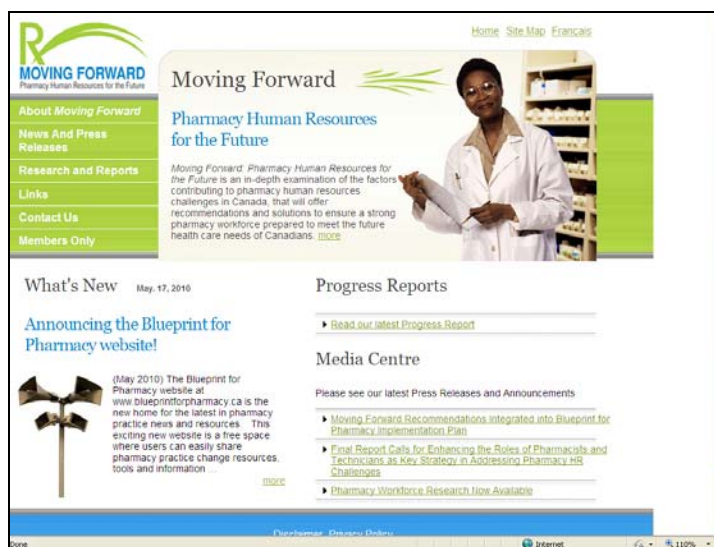 Home Site Map Français
R
MOVING FORWARD
Pharmacy Human Resources for the Future
About Moving Forward
News And Press
Releases
Research and Reports
Links
Contact Us
Members Only
Moving Forward
Pharmacy Human Resources
for the Future
Moving Forward: Pharmacy Human Resources for
the Future is an in-depth examination of the factors
contributing to pharmacy human resources
challenges in Canada, that will offer
recommendations and solutions to ensure a strong
pharmacy workforce prepared to meet the future
health care needs of Canadians. more
What's New May. 17, 2010
Announcing the Blueprint for
Pharmacy website!
(May 2010) The Blueprint for
Pharmacy website at
www.blueprintforpharmacy.ca is the
new home for the latest in pharmacy
practice news and resources. This
exciting new website is a free space
where users can easily share
pharmacy practice change resources,
tools and information ...
more
Progress Reports
Read our latest Progress Report
Media Centre
Please see our latest Press Releases and Announcements
Moving Forward Recommendations Integrated into Blueprint for
Pharmacy Implementation Plan
Final Report Calls for Enhancing the Roles of Pharmacists and
Technicians as Key Strategy in Addressing Pharmacy HR
Challenges
Pharmacy Workforce Research Now Available
Disclaimer Privacy Policy
Done Internet 110%